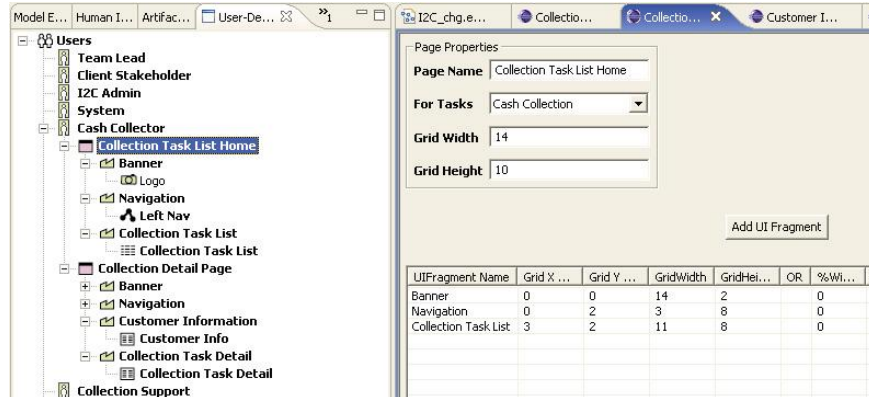 Model E...
Human I...
Artifac...
User-De...
»1
Users
Team Lead
Client Stakeholder
I2C Admin
System
Cash Collector
Collection Task List Home
Banner
Logo
Navigation
Left Nav
Collection Task List
Collection Task List
Collection Detail Page
Banner
Navigation
Customer Information
Customer Info
Collection Task Detail
Collection Task Detail
Collection Support
I2C_chg.e...
Collectio...
Collectio...
Customer I...
Page Properties
Page Name Collection Task List Home
For Tasks Cash Collection
Grid Width 14
Grid Height 10
Add UI Fragment
UIFragment Name Grid X ... Grid Y ... GridWidth GridHei... OR %Wi...
Banner 0 0 14 2 0
Navigation 0 2 3 8 0
Collection Task List 3 2 11 8 0